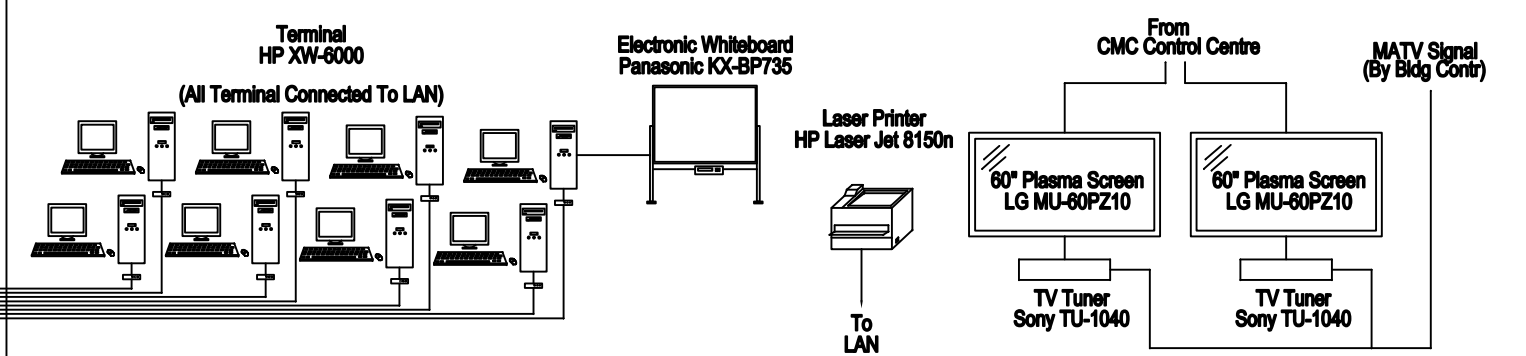 Terminal
HP XW-6000
(All Terminal Connected To LAN)
Electronic Whiteboard
Panasonic KX-BP735
Laser Printer
HP Laser Jet 8150n
To
LAN
From
CMC Control Centre
MATV Signal
(By Bldg Contr)
60" Plasma Screen
LG MU-60PZ10
60" Plasma Screen
LG MU-60PZ10
TV Tuner
Sony TU-1040
TV Tuner
Sony TU-1040